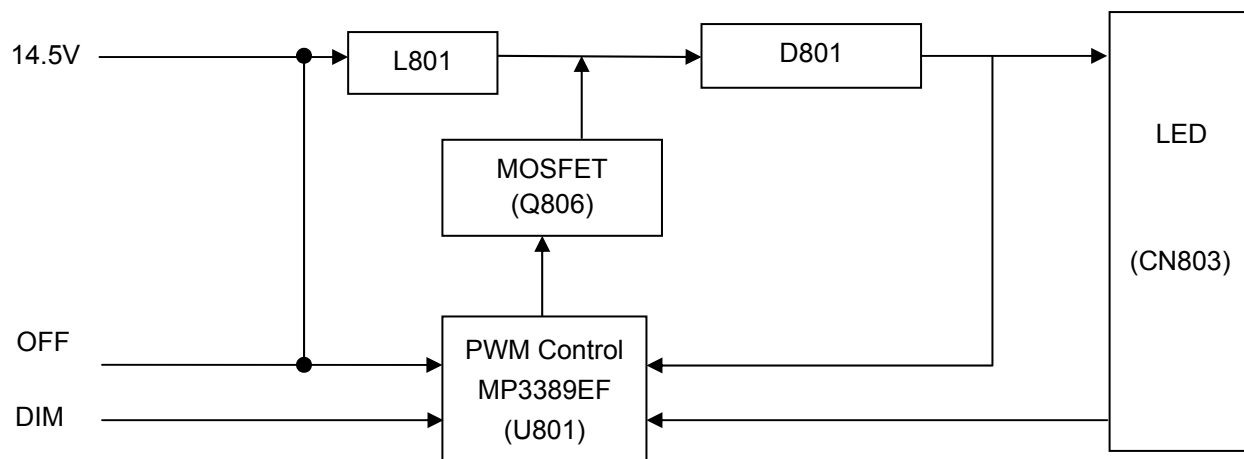 14.5V
L801
D801
MOSFET
(Q806)
LED
(CN803)
OFF
DIM
PWM Control
MP3389EF
(U801)